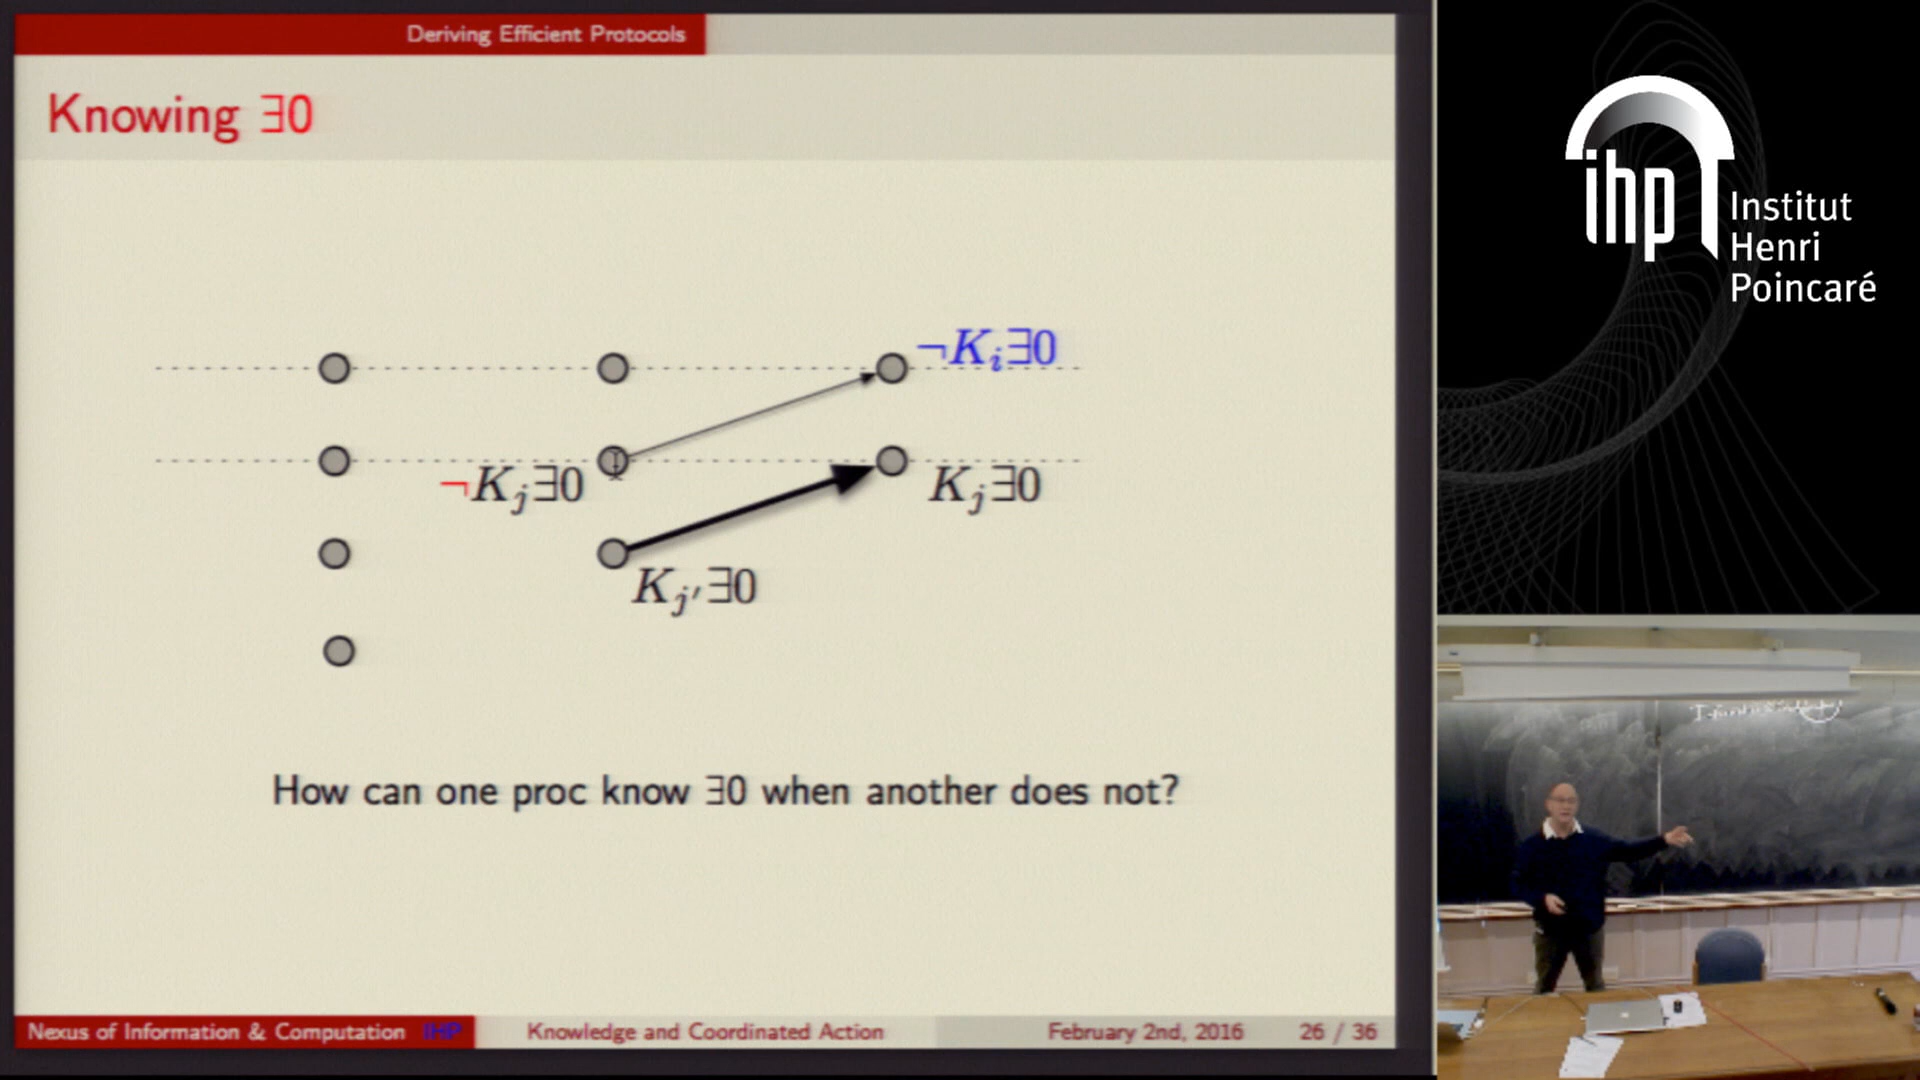 Deriving Efficient Protocols
Knowing ∃0
¬K_i∃0
¬K_j∃0
K_j∃0
K_j'∃0
How can one proc know ∃0 when another does not?
Nexus of Information & Computation IHP Knowledge and Coordinated Action February 2nd, 2016 26 / 36
ihp
Institut
Henri
Poincaré